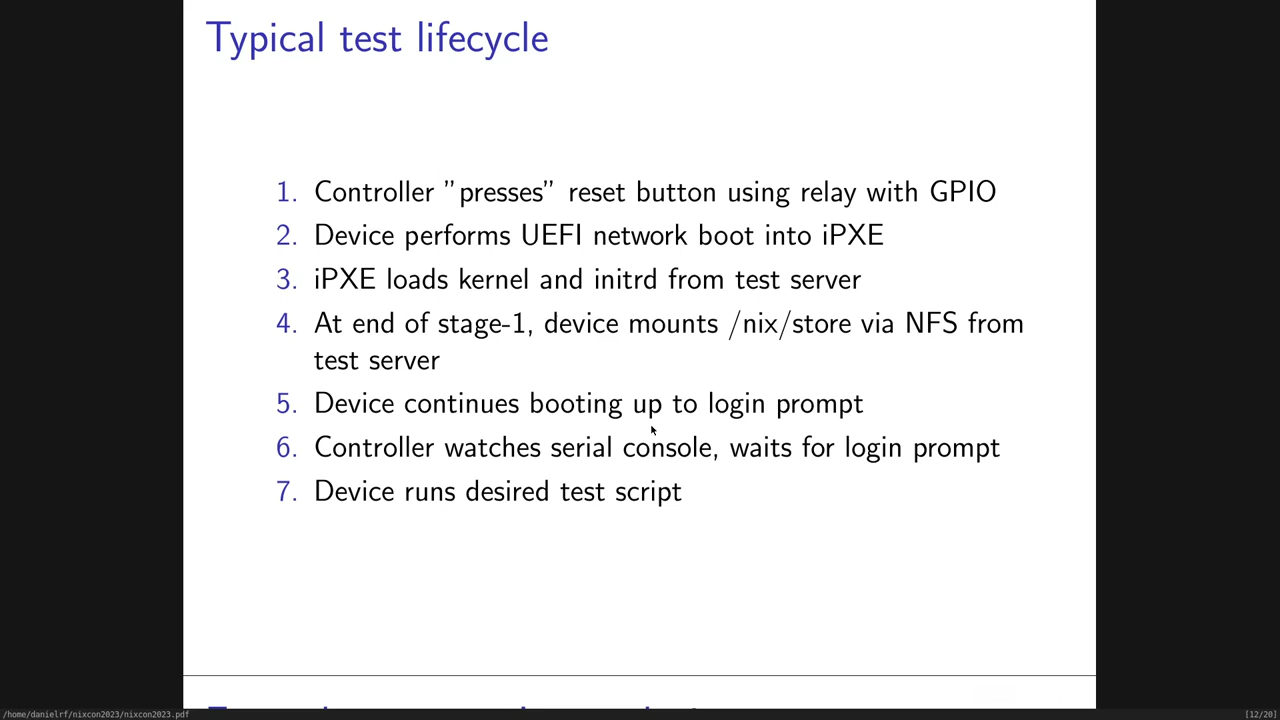 Typical test lifecycle
1. Controller ”presses” reset button using relay with GPIO
2. Device performs UEFI network boot into iPXE
3. iPXE loads kernel and initrd from test server
4. At end of stage-1, device mounts /nix/store via NFS from
test server
5. Device continues booting up to login prompt
6. Controller watches serial console, waits for login prompt
7. Device runs desired test script
/home/danielrf/nixcon2023/nixcon2023.pdf
[12/20]